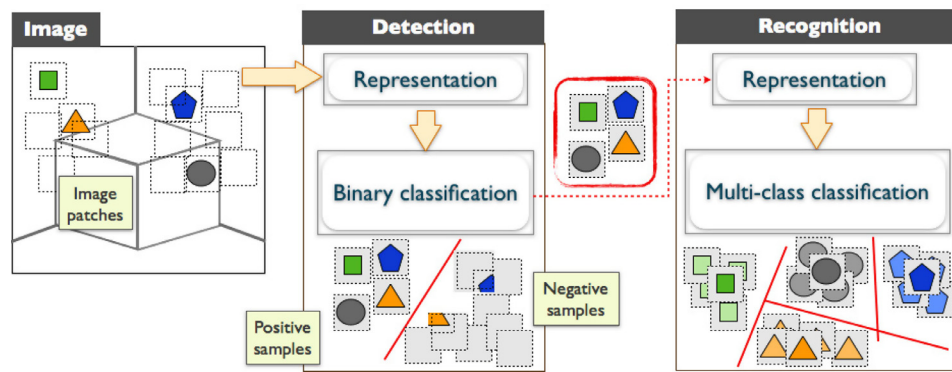 Image
Detection
Recognition
Representation
Representation
Image
patches
Binary classification
Multi-class classification
Positive
samples
Negative
samples